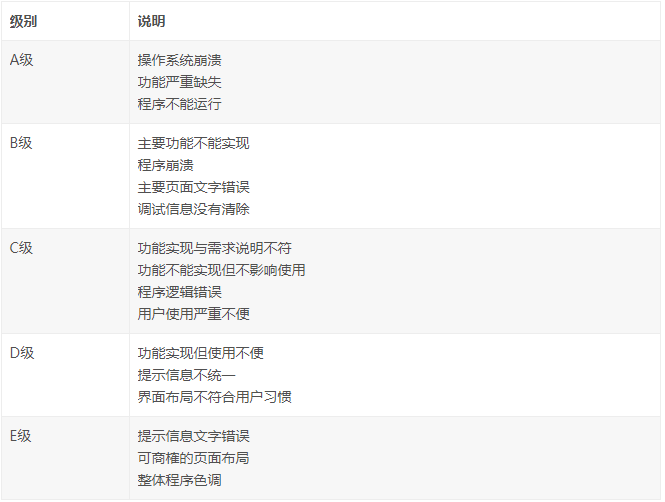 级别 说明
A级 操作系统崩溃
功能严重缺失
程序不能运行
B级 主要功能不能实现
程序崩溃
主要页面文字错误
调试信息没有清除
C级 功能实现与需求说明不符
功能不能实现但不影响使用
程序逻辑错误
用户使用严重不便
D级 功能实现但使用不便
提示信息不统一
界面布局不符合用户习惯
E级 提示信息文字错误
可商榷的页面布局
整体程序色调